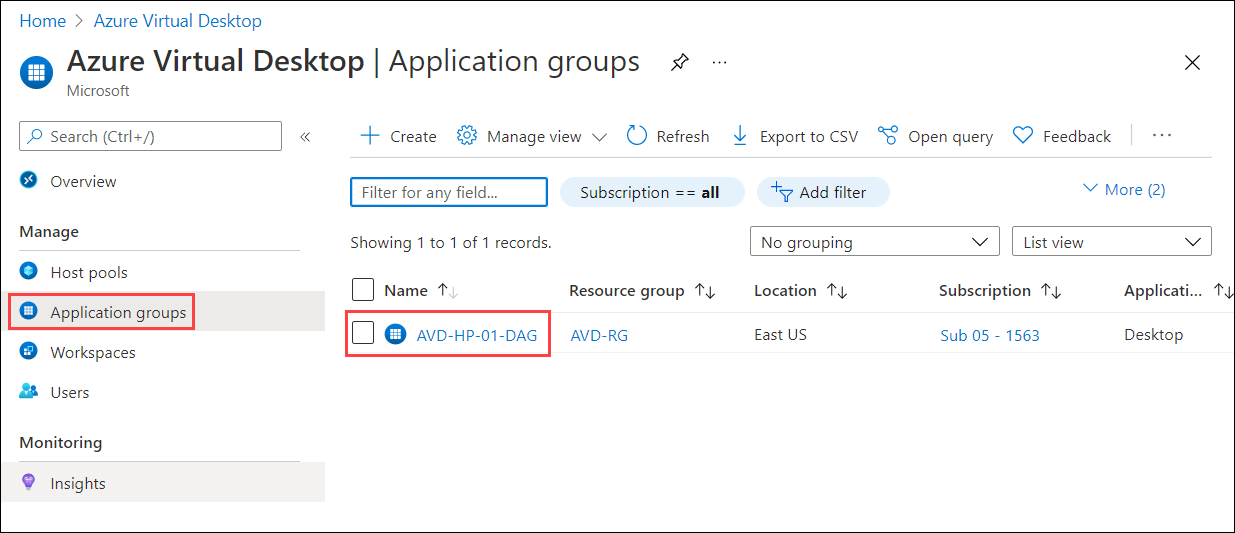 Home > Azure Virtual Desktop
Azure Virtual Desktop | Application groups
Microsoft
Search (Ctrl+/)
«
Create
Manage view
Refresh
Export to CSV
Open query
Feedback
Overview
Manage
Host pools
Application groups
Workspaces
Users
Monitoring
Insights
Filter for any field...
Subscription == all
Add filter
More (2)
Showing 1 to 1 of 1 records.
No grouping
List view
Name Resource group Location Subscription Applicati...
AVD-HP-01-DAG AVD-RG East US Sub 05 - 1563 Desktop